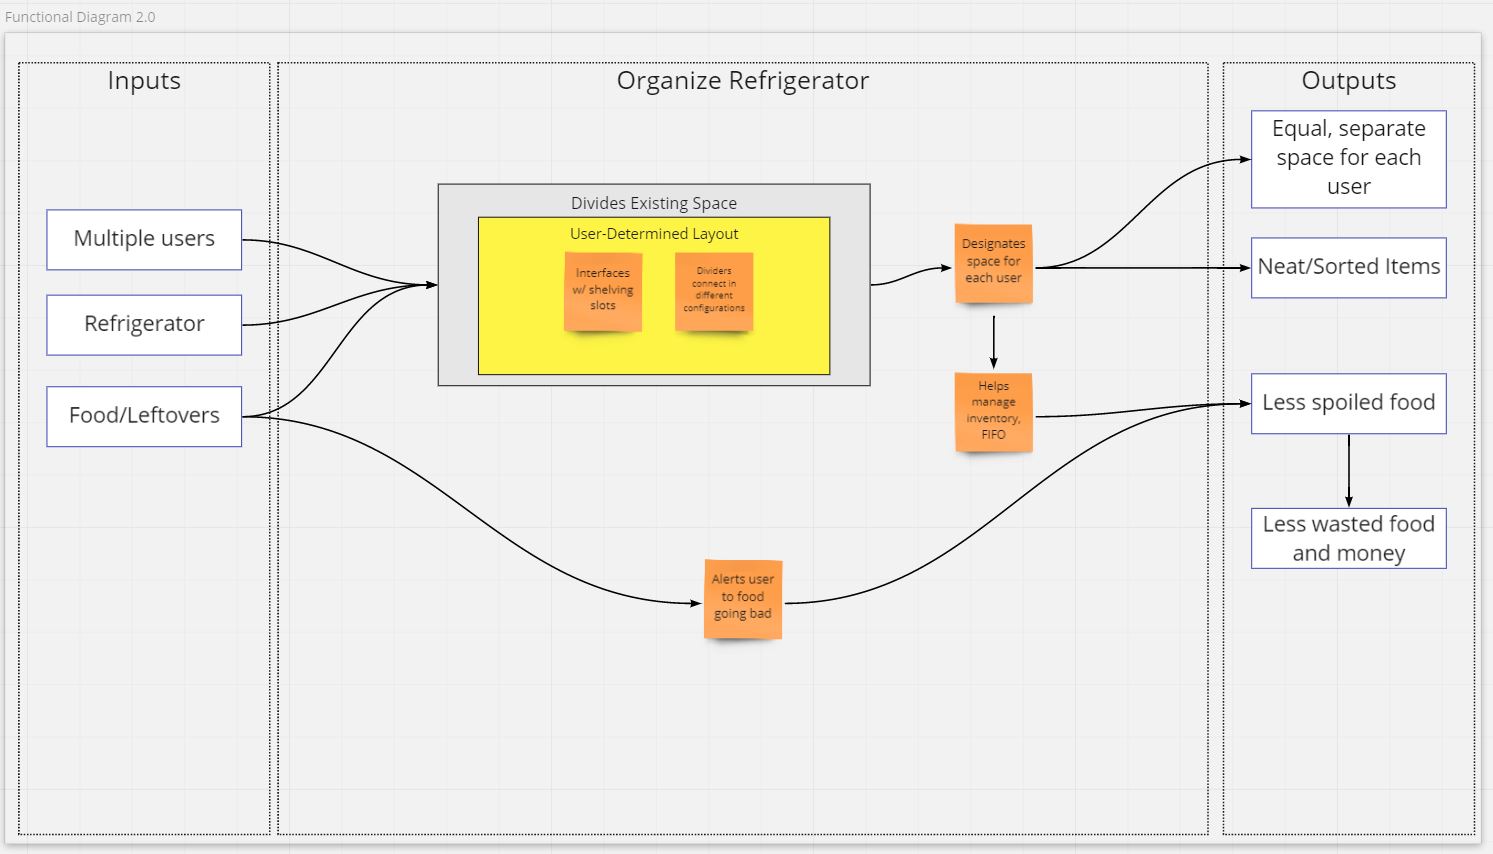 Functional Diagram 2.0
Inputs
Organize Refrigerator
Outputs
Multiple users
Refrigerator
Food/Leftovers
Divides Existing Space
User-Determined Layout
Interfaces
w/ shelving
slots
Dividers
connect in
different
configurations
Designates
space for
each user
Helps
manage
inventory,
FIFO
Alerts user
to food
going bad
Equal, separate
space for each
user
Neat/Sorted Items
Less spoiled food
Less wasted food
and money